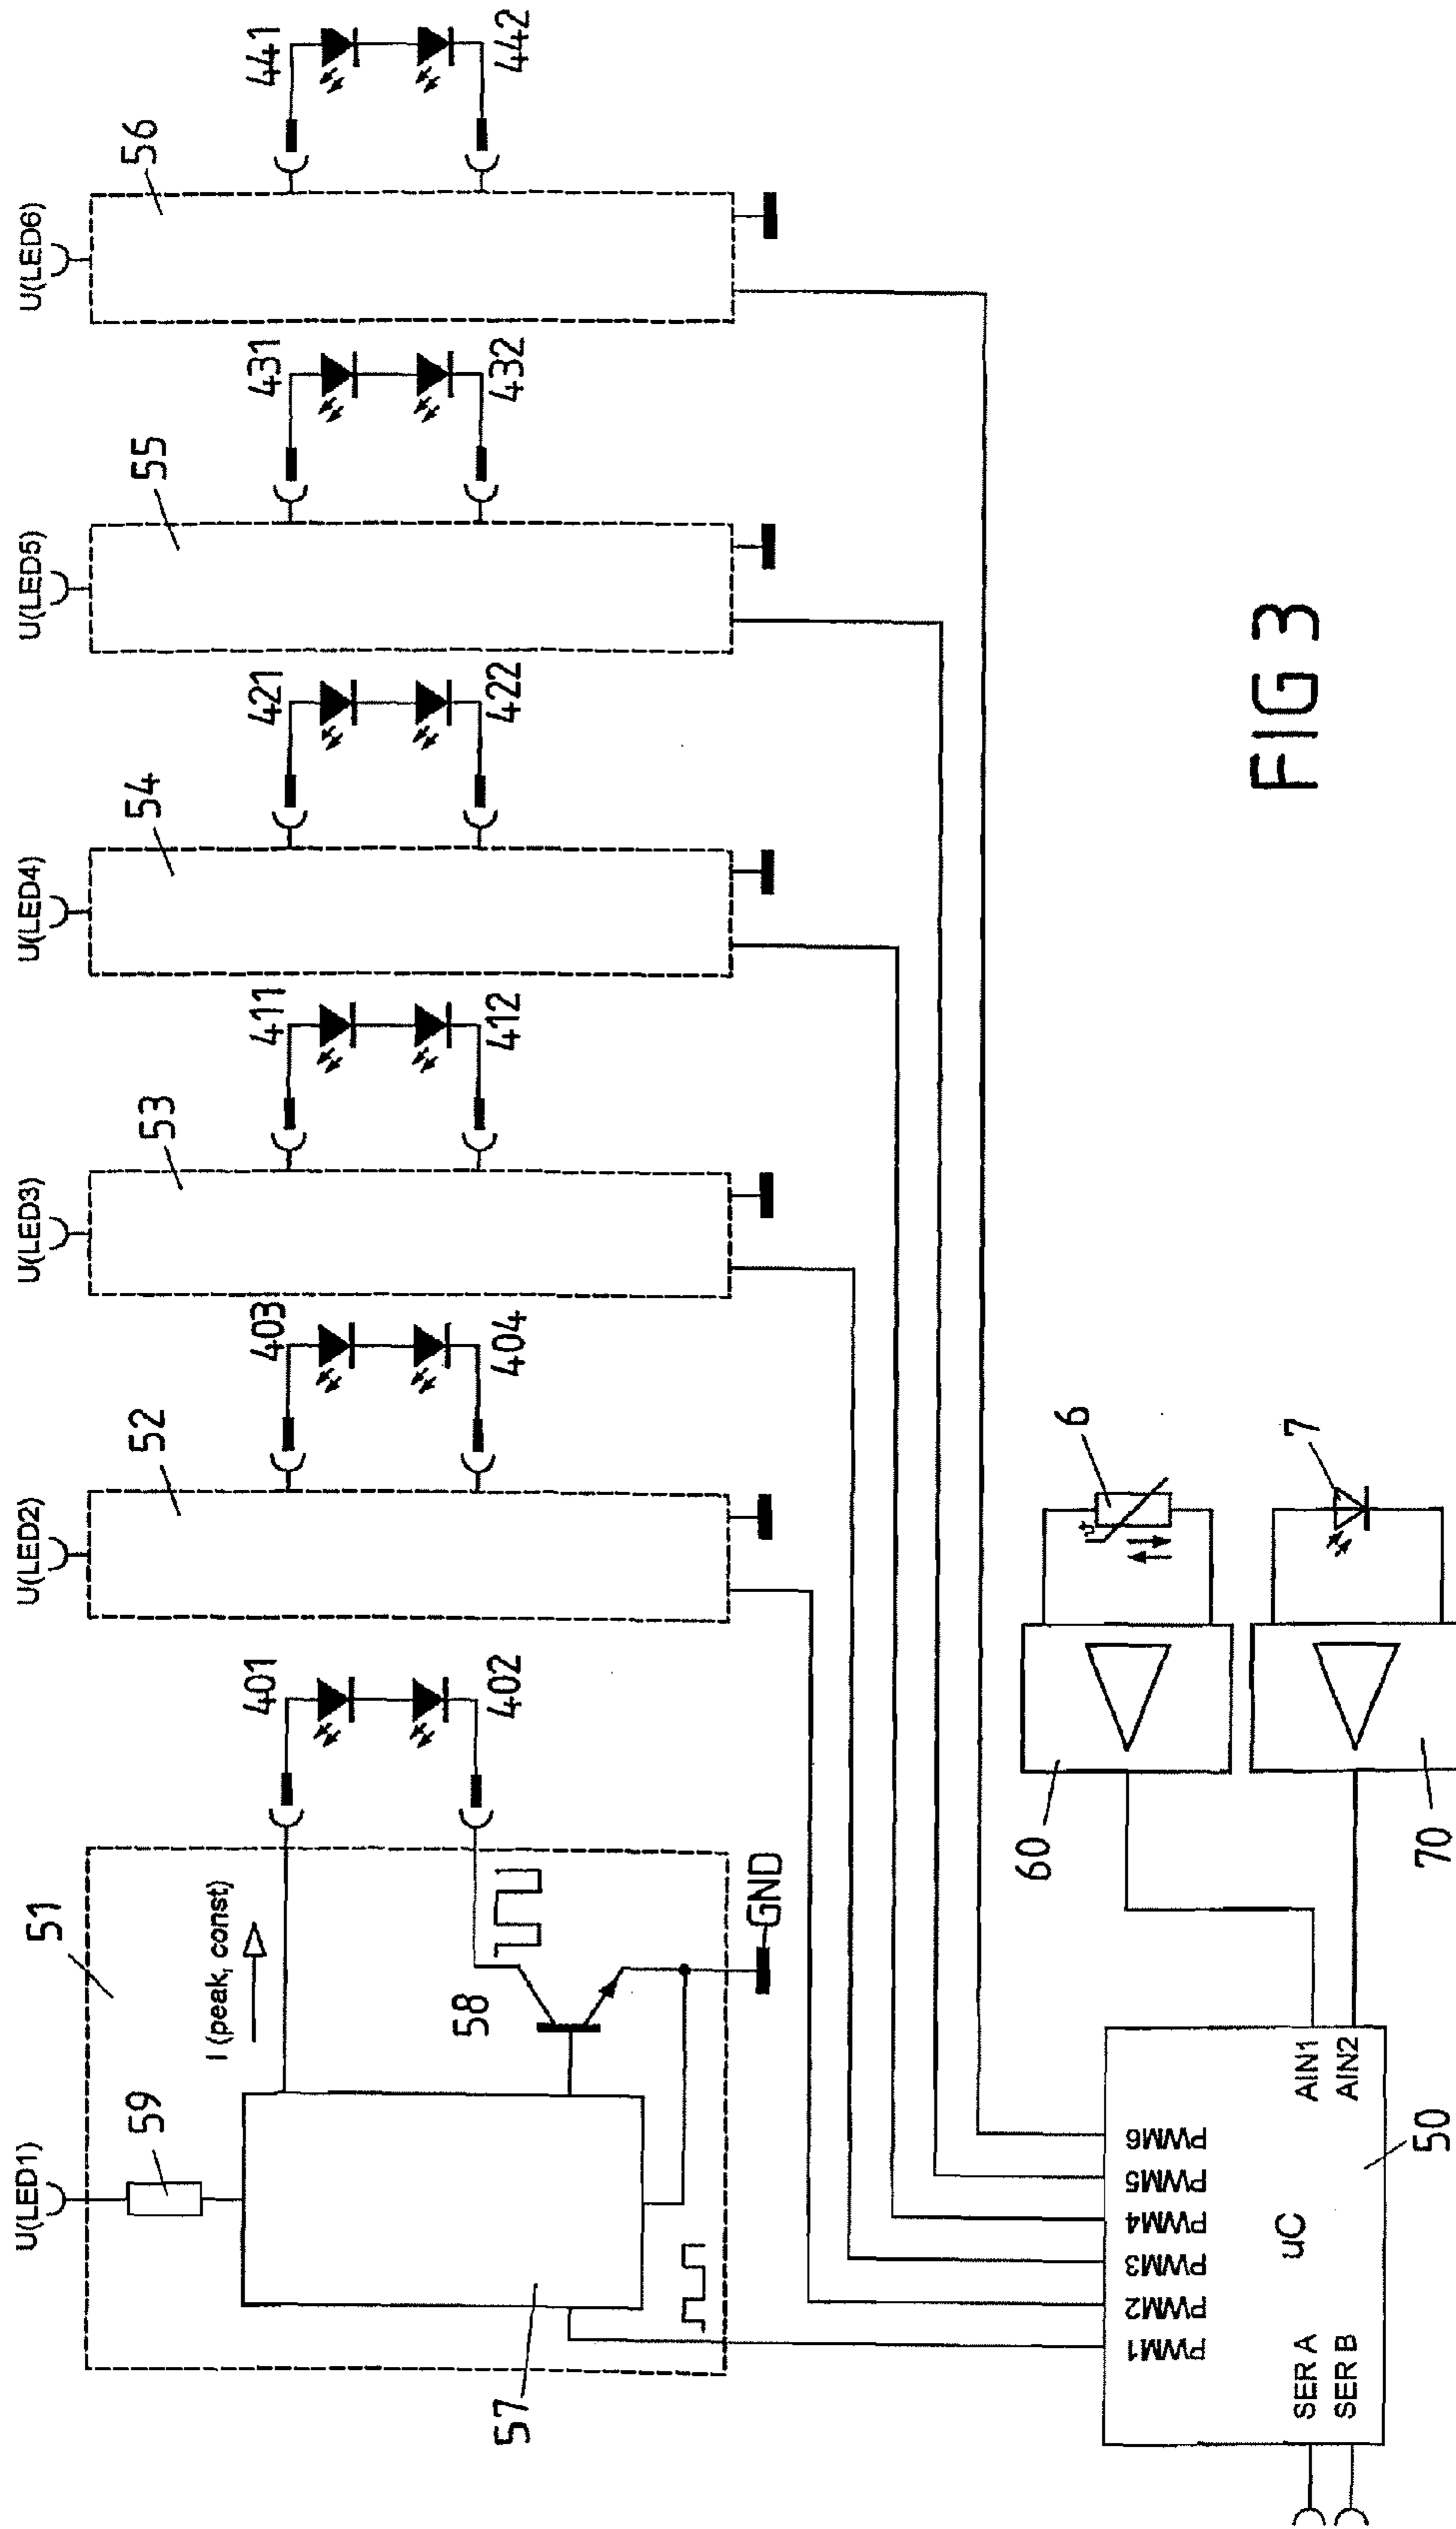 U(LED1)
U(LED2)
U(LED3)
U(LED4)
U(LED5)
U(LED6)
51
52
53
54
55
56
59
I (peak, const)
401
402
403
404
411
412
421
422
431
432
441
442
57
58
GND
PWM1
PWM2
PWM3
PWM4
PWM5
PWM6
uC
SER A
SER B
AIN1
AIN2
50
60
6
ϑ
70
7
FIG 3